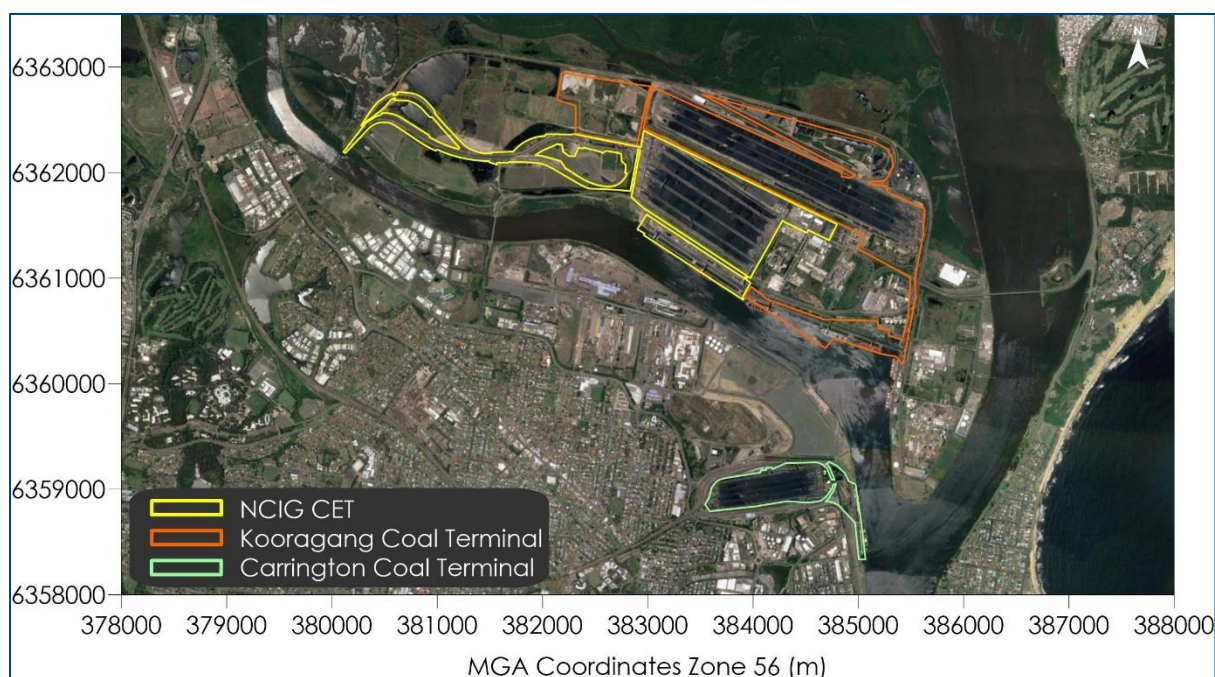 N
6363000
6362000
6361000
6360000
6359000
6358000
NCIG CET
Kooragang Coal Terminal
Carrington Coal Terminal
378000 379000 380000 381000 382000 383000 384000 385000 386000 387000 388000
MGA Coordinates Zone 56 (m)